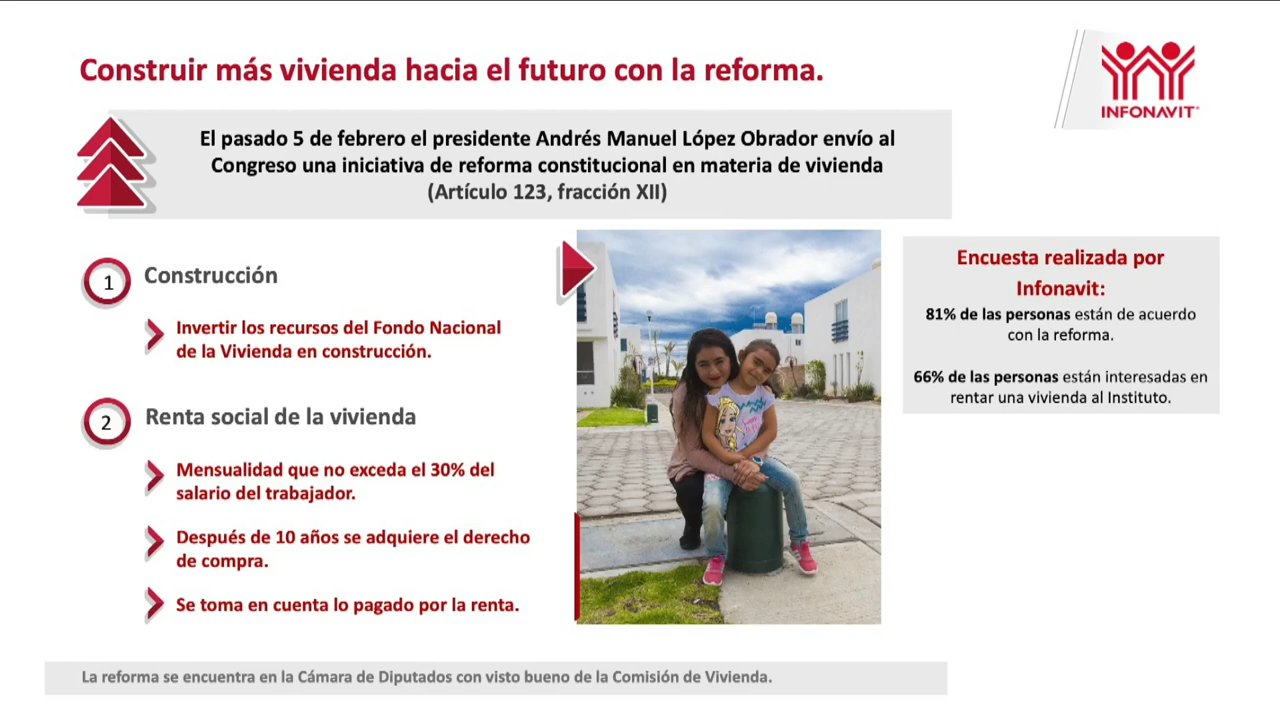 Construir más vivienda hacia el futuro con la reforma.
INFONAVIT
El pasado 5 de febrero el presidente Andrés Manuel López Obrador envío al
Congreso una iniciativa de reforma constitucional en materia de vivienda
(Artículo 123, fracción XII)
1 Construcción
Invertir los recursos del Fondo Nacional
de la Vivienda en construcción.
2 Renta social de la vivienda
Mensualidad que no exceda el 30% del
salario del trabajador.
Después de 10 años se adquiere el derecho
de compra.
Se toma en cuenta lo pagado por la renta.
Encuesta realizada por
Infonavit:
81% de las personas están de acuerdo
con la reforma.
66% de las personas están interesadas en
rentar una vivienda al Instituto.
La reforma se encuentra en la Cámara de Diputados con visto bueno de la Comisión de Vivienda.